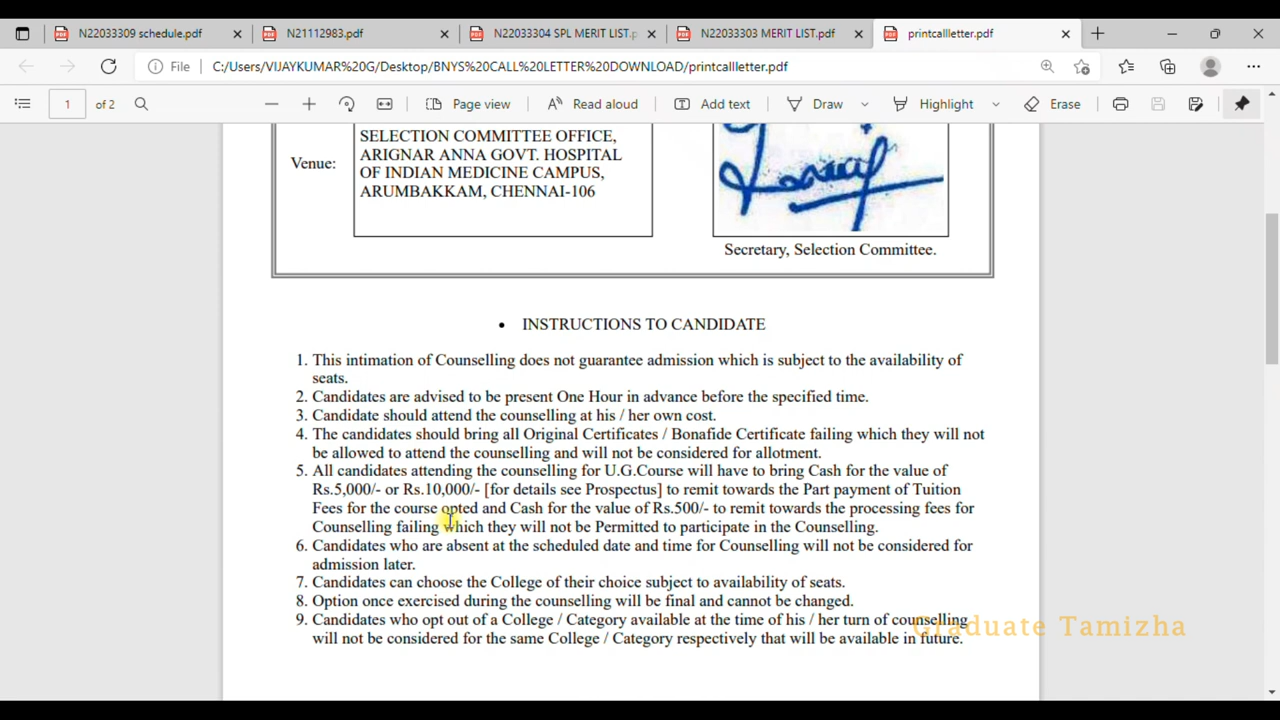 N22033309 schedule.pdf
N21112983.pdf
N22033304 SPL MERIT LIST.p
N22033303 MERIT LIST.pdf
printcallletter.pdf
File
C:/Users/VIJAYKUMAR%20G/Desktop/BNYS%20CALL%20LETTER%20DOWNLOAD/printcallletter.pdf
1 of 2
Page view
Read aloud
Add text
Draw
Highlight
Erase
Venue:
SELECTION COMMITTEE OFFICE,
ARIGNAR ANNA GOVT. HOSPITAL
OF INDIAN MEDICINE CAMPUS,
ARUMBAKKAM, CHENNAI-106
Secretary, Selection Committee.
• INSTRUCTIONS TO CANDIDATE
1. This intimation of Counselling does not guarantee admission which is subject to the availability of
seats.
2. Candidates are advised to be present One Hour in advance before the specified time.
3. Candidate should attend the counselling at his / her own cost.
4. The candidates should bring all Original Certificates / Bonafide Certificate failing which they will not
be allowed to attend the counselling and will not be considered for allotment.
5. All candidates attending the counselling for U.G.Course will have to bring Cash for the value of
Rs.5,000/- or Rs.10,000/- [for details see Prospectus] to remit towards the Part payment of Tuition
Fees for the course opted and Cash for the value of Rs.500/- to remit towards the processing fees for
Counselling failing which they will not be Permitted to participate in the Counselling.
6. Candidates who are absent at the scheduled date and time for Counselling will not be considered for
admission later.
7. Candidates can choose the College of their choice subject to availability of seats.
8. Option once exercised during the counselling will be final and cannot be changed.
9. Candidates who opt out of a College / Category available at the time of his / her turn of counselling
will not be considered for the same College / Category respectively that will be available in future.
Graduate Tamizha